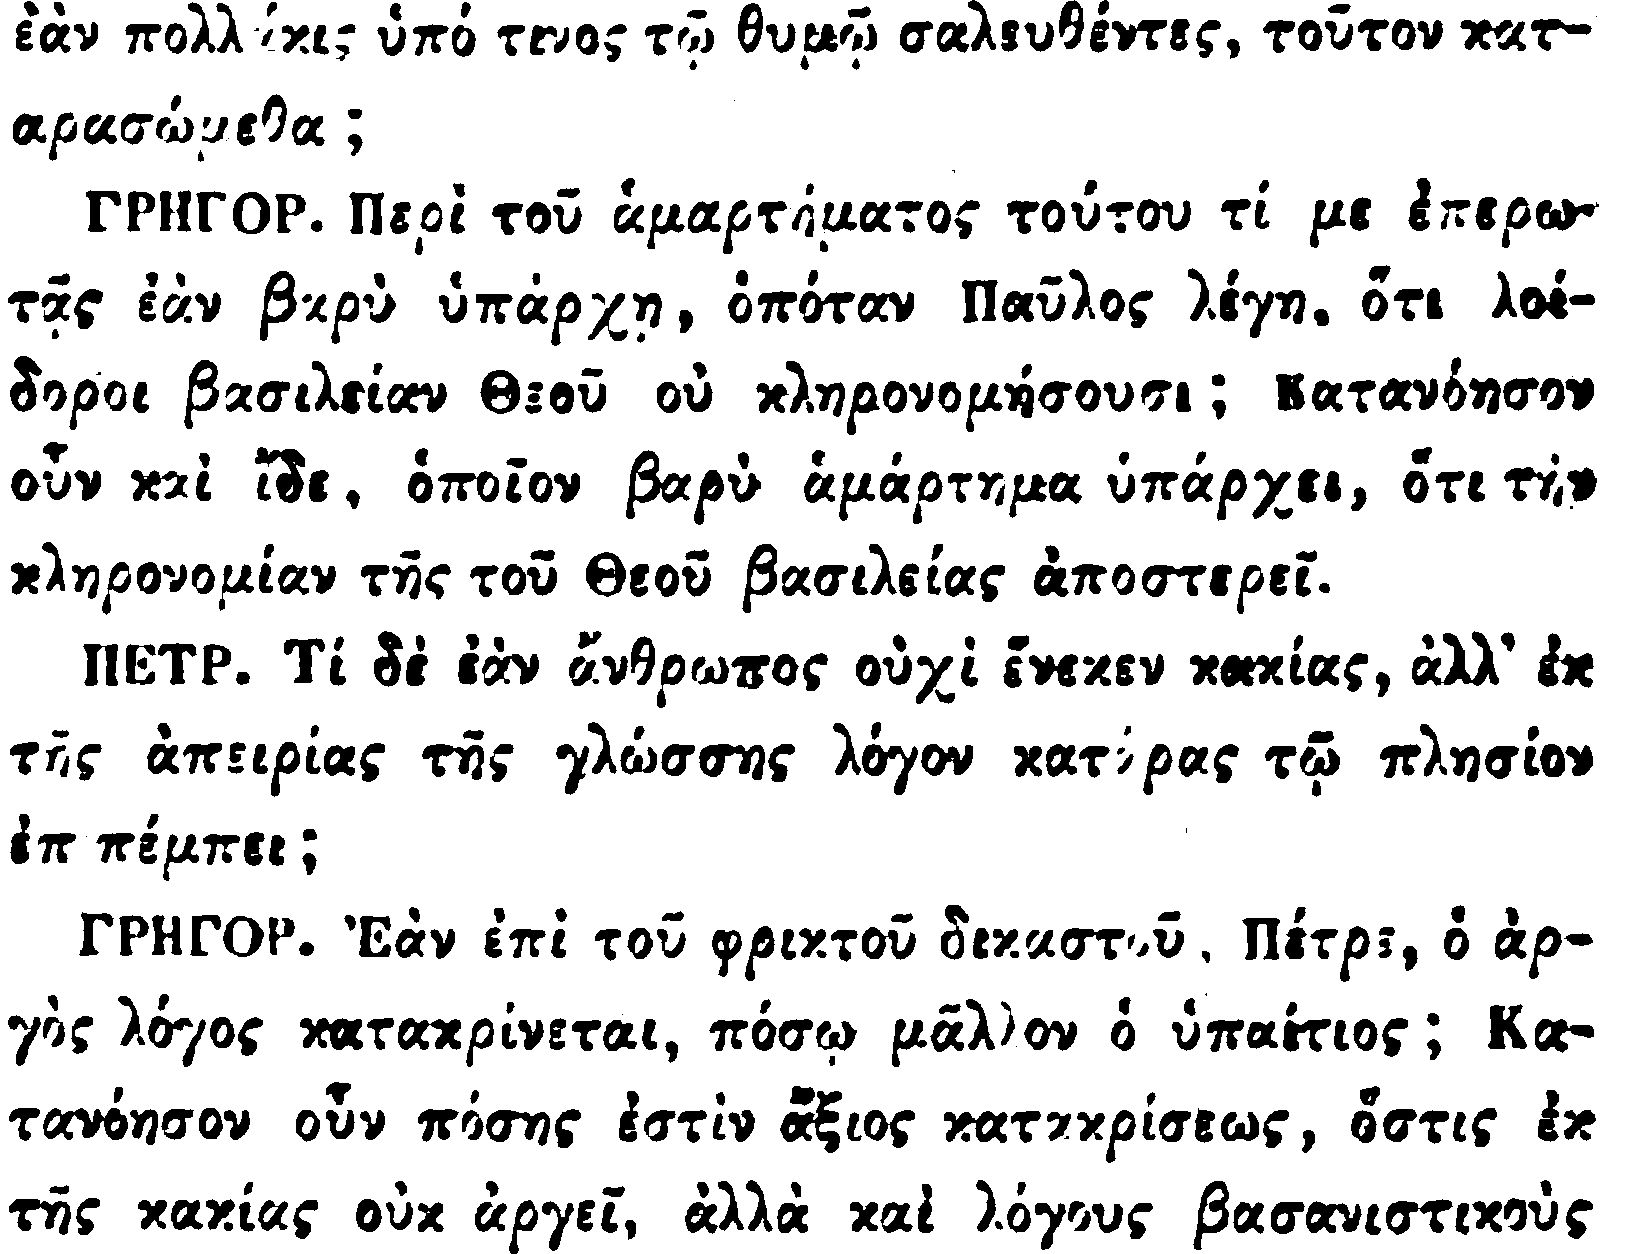 ἐὰν πολλάκις ὑπό τινος τῷ θυμῷ σαλευθέντες, τοῦτον κατ-
αρασώμεθα;
ΓΡΗΓΟΡ. Περὶ τοῦ ἁμαρτήματος τούτου τί με ἐπερω-
τᾷς ἐὰν βαρὺ ὑπάρχῃ, ὁπόταν Παῦλος λέγη, ὅτι λοί-
δοροι βασιλείαν Θεοῦ οὐ κληρονομήσουσι; Κατανόησον
οὖν καὶ ἴδε, ὁποῖον βαρὺ ἁμάρτημα ὑπάρχει, ὅτι τὴν
κληρονομίαν τῆς τοῦ Θεοῦ βασιλείας ἀποστερεῖ.
ΠΕΤΡ. Τί δὲ ἐὰν ἄνθρωπος οὐχὶ ἕνεκεν κακίας, ἀλλ’ ἐκ
τῆς ἀπειρίας τῆς γλώσσης λόγον κατάρας τῷ πλησίον
ἐπ πέμπει;
ΓΡΗΓΟΡ. Ἐὰν ἐπὶ τοῦ φρικτοῦ δικαστοῦ, Πέτρε, ὁ ἀρ-
γὸς λόγος κατακρίνεται, πόσῳ μᾶλλον ὁ ὑπαίτιος; Κα-
τανόησον οὖν πόσης ἐστὶν ἄξιος κατακρίσεως, ὅστις ἐκ
τῆς κακίας οὐκ ἀργεῖ, ἀλλὰ καὶ λόγους βασανιστικοὺς